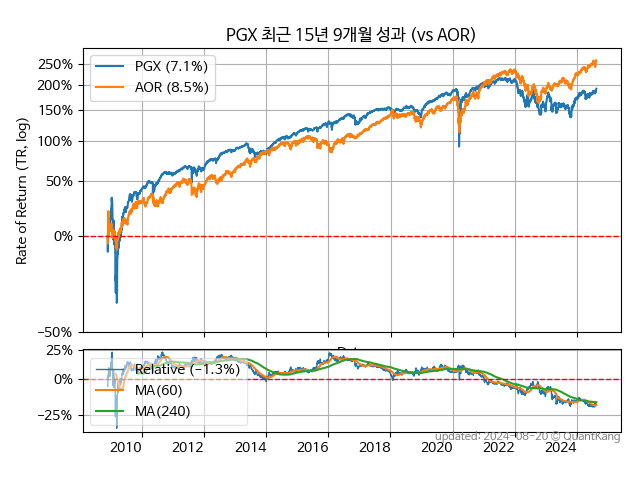 PGX 최근 15년 9개월 성과 (vs AOR)
Rate of Return (TR, log)
250%
200%
150%
100%
50%
0%
−50%
PGX (7.1%)
AOR (8.5%)
25%
0%
−25%
Relative (−1.3%)
MA(60)
MA(240)
2010 2012 2014 2016 2018 2020 2022 2024
updated: 2024-08-20 © QuantKang